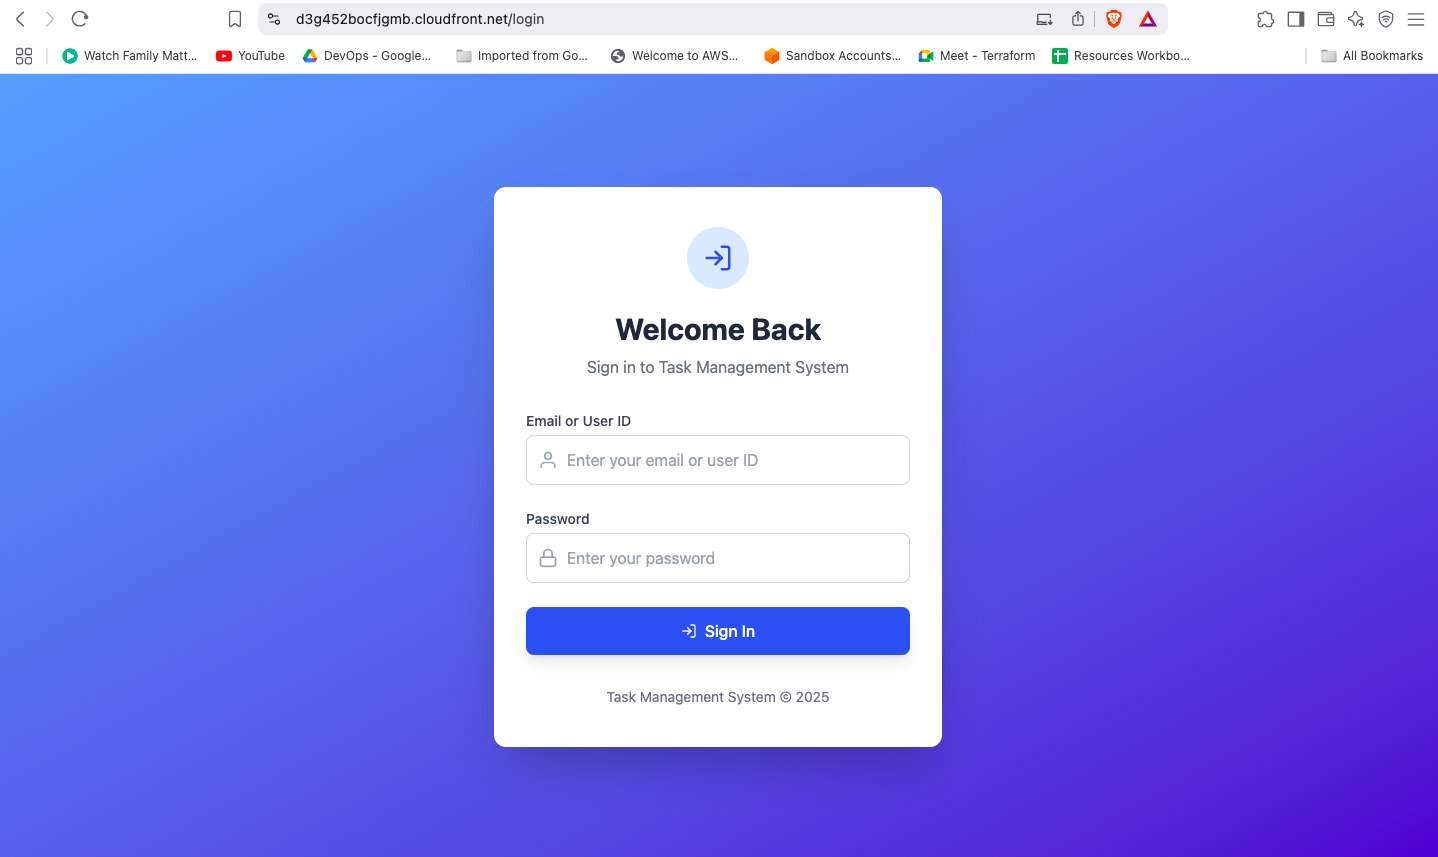 d3g452bocfjgmb.cloudfront.net/login
Watch Family Matt...
YouTube
DevOps - Google...
Imported from Go...
Welcome to AWS...
Sandbox Accounts...
Meet - Terraform
Resources Workbo...
All Bookmarks
Welcome Back
Sign in to Task Management System
Email or User ID
Enter your email or user ID
Password
Enter your password
Sign In
Task Management System © 2025